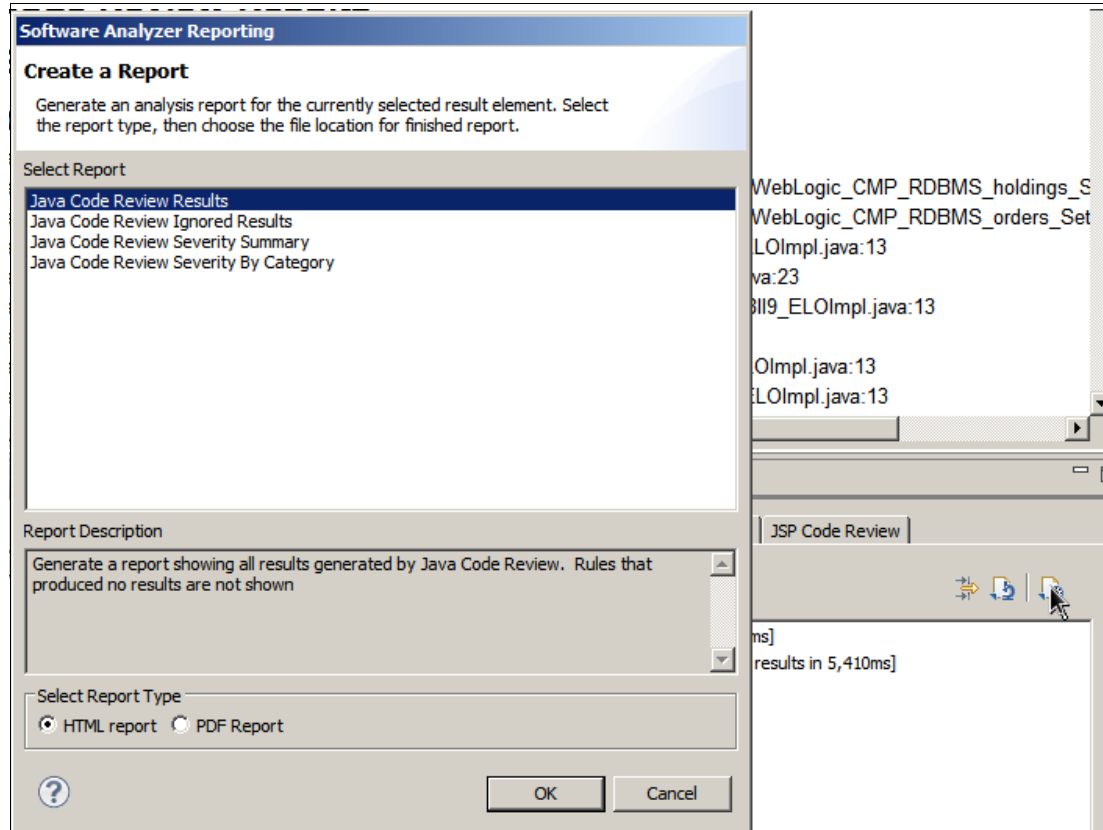 Software Analyzer Reporting
Create a Report
Generate an analysis report for the currently selected result element. Select
the report type, then choose the file location for finished report.
Select Report
Java Code Review Results
Java Code Review Ignored Results
Java Code Review Severity Summary
Java Code Review Severity By Category
Report Description
Generate a report showing all results generated by Java Code Review. Rules that
produced no results are not shown
Select Report Type
HTML report
PDF Report
OK
Cancel
WebLogic_CMP_RDBMS_holdings_S
WebLogic_CMP_RDBMS_orders_Set
LOImpl.java:13
va:23
ll9_ELOImpl.java:13
OImpl.java:13
ELOImpl.java:13
JSP Code Review
ms]
results in 5,410ms]